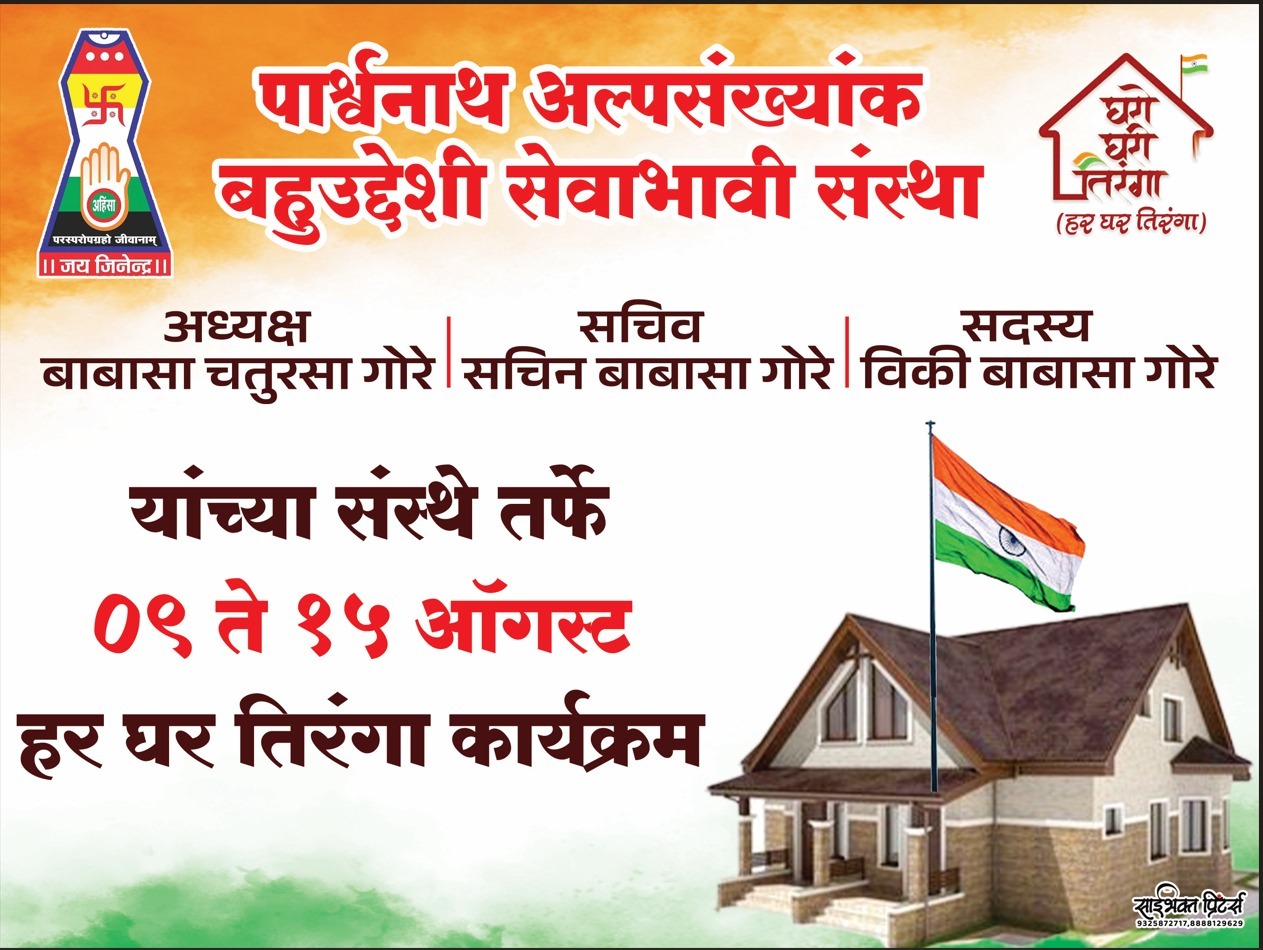 पार्श्वनाथ अल्पसंख्यांक
बहुउद्देशी सेवाभावी संस्था
अहिंसा
परस्परोपग्रहो जीवानाम्
|| जय जिनेन्द्र||
घरो
घरी
तिरंगा
(हर घर तिरंगा)
अध्यक्ष
बाबासा चतुरसा गोरे
सचिव
सचिन बाबासा गोरे
सदस्य
विकी बाबासा गोरे
यांच्या संस्थे तर्फे
०९ ते १५ ऑगस्ट
हर घर तिरंगा कार्यक्रम
साईभक्त प्रिंटर्स
9325872717,8888129629